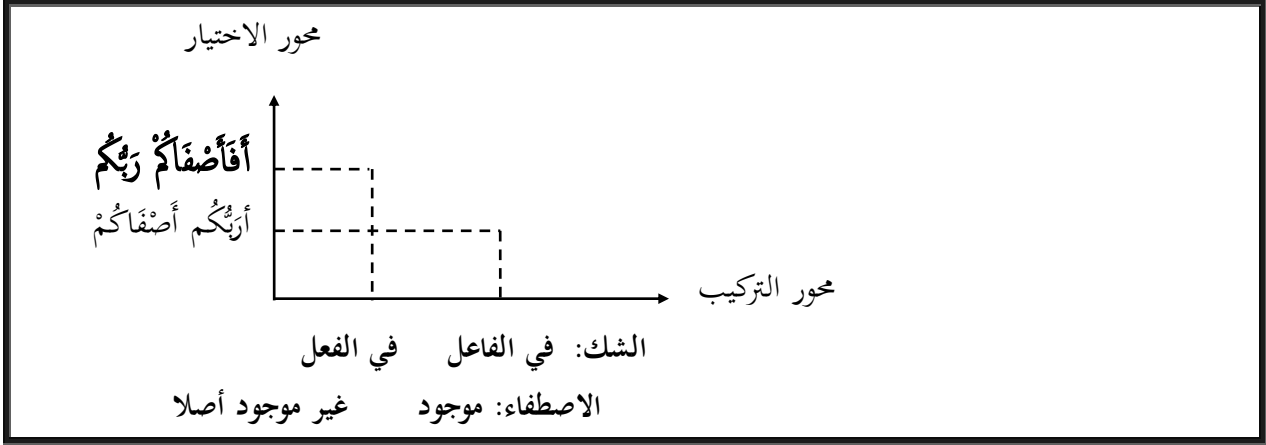 محور الاختيار
أَفَأَصْفَاكُمْ رَبُّكُم
أرَبُّكُم أَصْفَاكُمْ
محور التركيب
الشك: في الفاعل في الفعل
الاصطفاء: موجود غير موجود أصلا